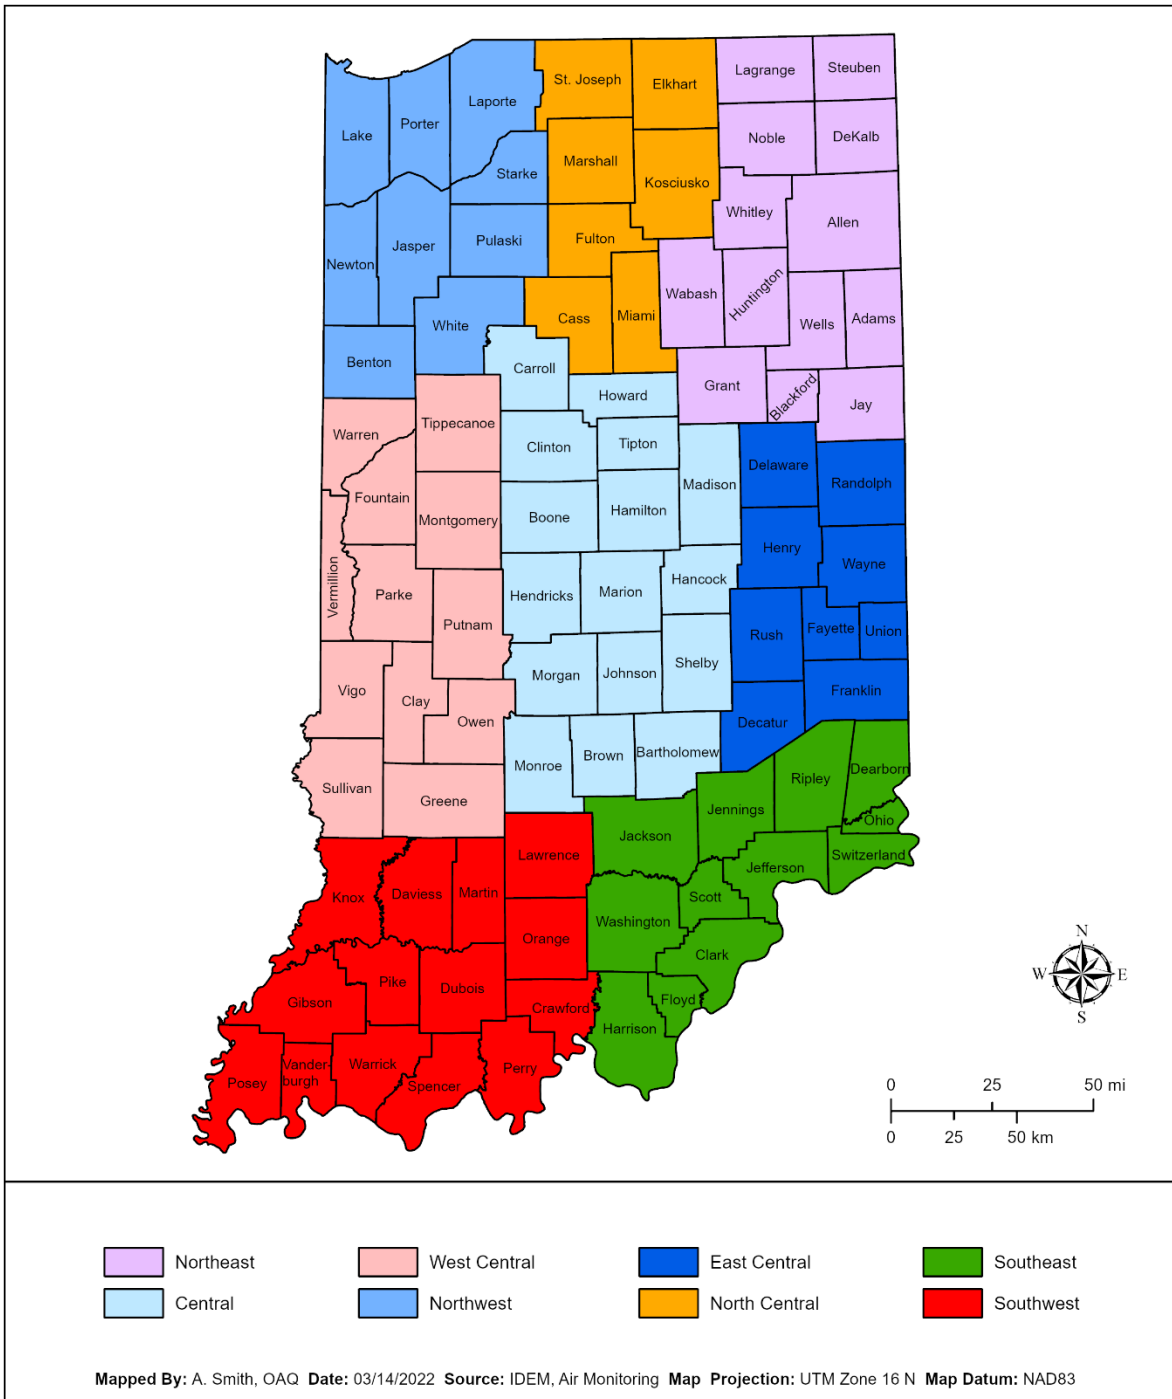 Lagrange
Steuben
St. Joseph
Elkhart
Laporte
Porter
Lake
Noble
DeKalb
Marshall
Starke
Kosciusko
Whitley
Allen
Fulton
Pulaski
Jasper
Newton
Wabash
Huntington
Cass
Miami
Wells
Adams
White
Benton
Carroll
Howard
Grant
Blackford
Jay
Tippecanoe
Warren
Clinton
Tipton
Delaware
Madison
Randolph
Fountain
Montgomery
Boone
Hamilton
Henry
Wayne
Vermillion
Parke
Hendricks
Marion
Hancock
Putnam
Rush
Fayette
Union
Shelby
Morgan
Johnson
Vigo
Clay
Owen
Franklin
Decatur
Monroe
Brown
Bartholomew
Ripley
Dearborn
Sullivan
Greene
Jennings
Ohio
Jackson
Lawrence
Switzerland
Jefferson
Knox
Daviess
Martin
Scott
Washington
Orange
Clark
Pike
Dubois
Gibson
Floyd
Crawford
Harrison
Posey
Vander-
burgh
Warrick
Spencer
Perry
N
W
E
S
0 25 50 mi
0 25 50 km
Northeast
West Central
East Central
Southeast
Central
Northwest
North Central
Southwest
Mapped By: A. Smith, OAQ Date: 03/14/2022 Source: IDEM, Air Monitoring Map Projection: UTM Zone 16 N Map Datum: NAD83